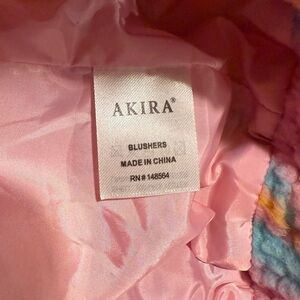 AKIRA®
BLUSHERS
MADE IN CHINA
RN# 148564